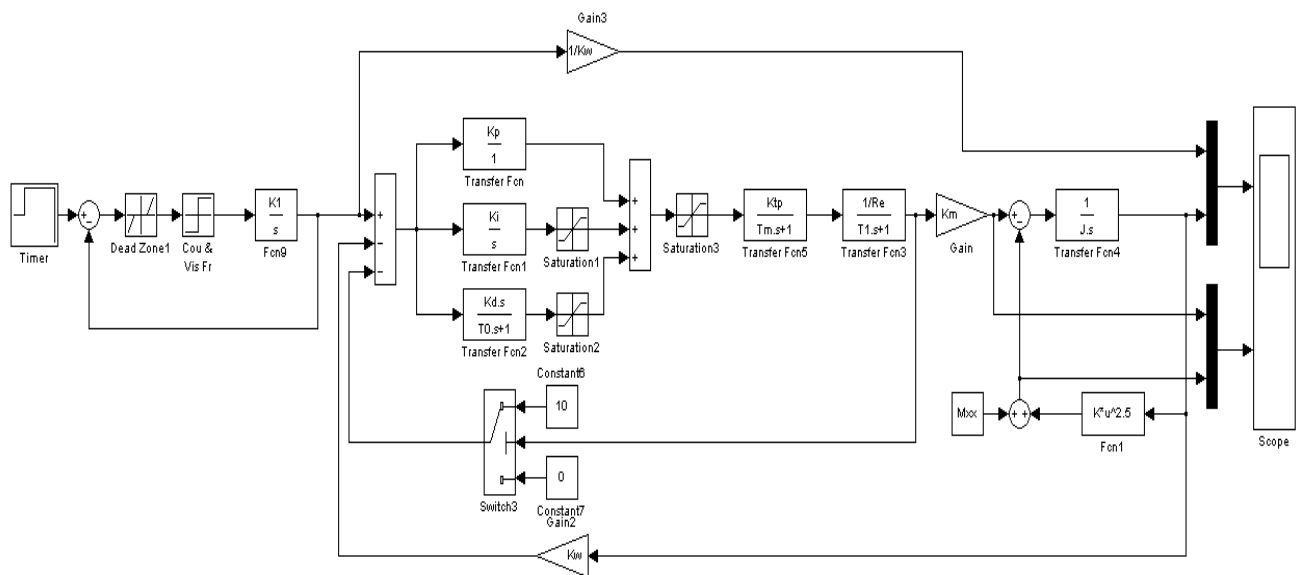 Gain3
1/Kw
Kp
1
Transfer Fcn
Timer
+
−
Dead Zone1
Cou &
Vis Fr
K1
s
Fcn9
+
−
−
Ki
s
Transfer Fcn1
Saturation1
Kd.s
T0.s+1
Transfer Fcn2
Saturation2
+
+
+
Saturation3
Ktp
Tm.s+1
Transfer Fcn5
1/Re
T1.s+1
Transfer Fcn3
Km
Gain
+
−
1
J.s
Transfer Fcn4
Constant6
10
0
Switch3
Constant7
Mxx
+ +
K*u^2.5
Fcn1
Scope
Gain2
Kw